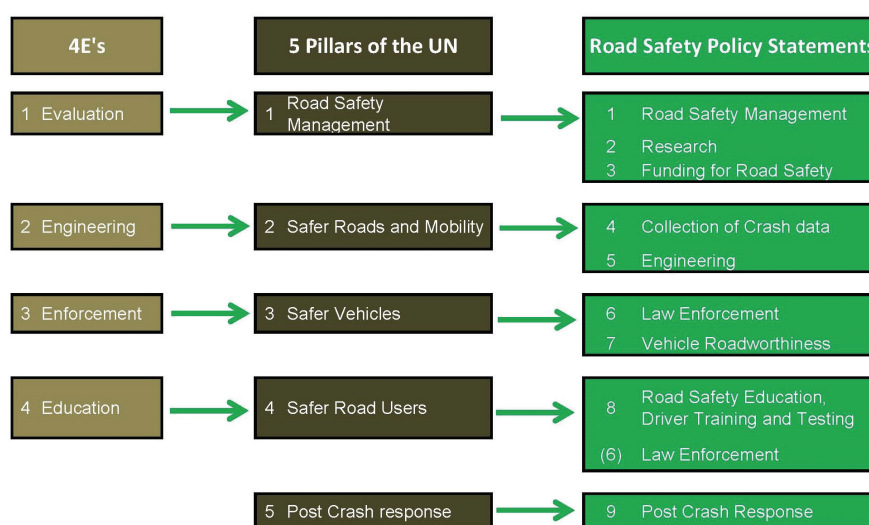 4E's
5 Pillars of the UN
Road Safety Policy Statements
1 Evaluation
1 Road Safety
Management
1 Road Safety Management
2 Research
3 Funding for Road Safety
2 Engineering
2 Safer Roads and Mobility
4 Collection of Crash data
5 Engineering
3 Enforcement
3 Safer Vehicles
6 Law Enforcement
7 Vehicle Roadworthiness
4 Education
4 Safer Road Users
8 Road Safety Education,
Driver Training and Testing
(6) Law Enforcement
5 Post Crash response
9 Post Crash Response